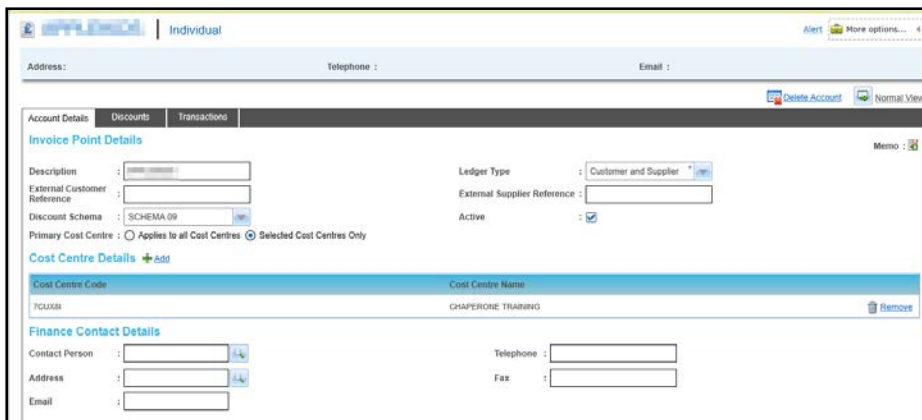 Individual
Alert More options...
Address: Telephone : Email :
Delete Account Normal View
Account Details Discounts Transactions
Invoice Point Details
Memo :
Description : Ledger Type : Customer and Supplier *
External Customer Reference : External Supplier Reference :
Discount Schema : SCHEMA 09 Active :
Primary Cost Centre : Applies to all Cost Centres Selected Cost Centres Only
Cost Centre Details Add
Cost Centre Code Cost Centre Name
CHAPERONE TRAINING Remove
Finance Contact Details
Contact Person : Telephone :
Address : Fax :
Email :